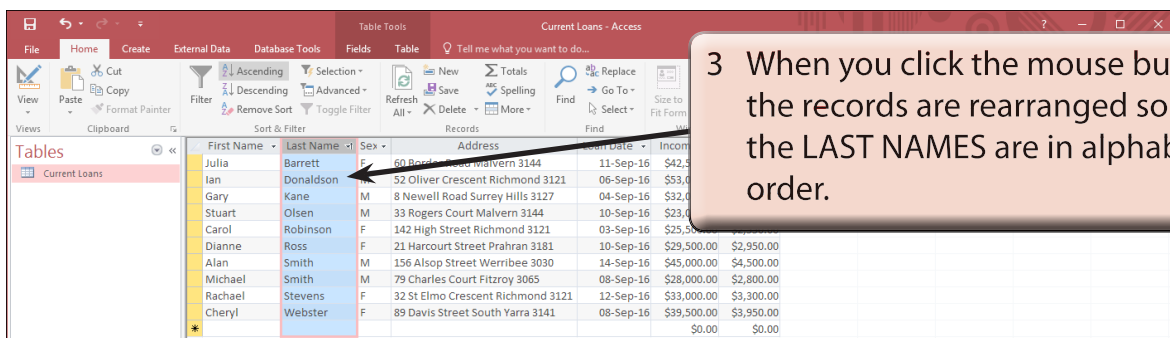 Table Tools Current Loans - Access ?
File Home Create External Data Database Tools Fields Table Tell me what you want to do...
View Paste Cut Copy Format Painter
Filter Ascending Descending Remove Sort Selection Advanced Toggle Filter
Refresh All New Save Delete Totals Spelling More
Find Replace Go To Select
Size to Fit Form
Views Clipboard Sort & Filter Records Find
3 When you click the mouse
the records are rearranged so
the LAST NAMES are in
order.
Tables «
Current Loans
First Name Last Name Sex Address Date
Julia Barrett F 60 Border Road Malvern 3144 11-Sep-16
Ian Donaldson 52 Oliver Crescent Richmond 3121 06-Sep-16
Gary Kane M 8 Newell Road Surrey Hills 3127 04-Sep-16
Stuart Olsen M 33 Rogers Court Malvern 3144 10-Sep-16
Carol Robinson F 142 High Street Richmond 3121 03-Sep-16
Dianne Ross F 21 Harcourt Street Prahran 3181 10-Sep-16 $29,500.00 $2,950.00
Alan Smith M 156 Alsop Street Werribee 3030 14-Sep-16 $45,000.00 $4,500.00
Michael Smith M 79 Charles Court Fitzroy 3065 08-Sep-16 $28,000.00 $2,800.00
Rachael Stevens F 32 St Elmo Crescent Richmond 3121 12-Sep-16 $33,000.00 $3,300.00
Cheryl Webster F 89 Davis Street South Yarra 3141 08-Sep-16 $39,500.00 $3,950.00
$0.00 $0.00